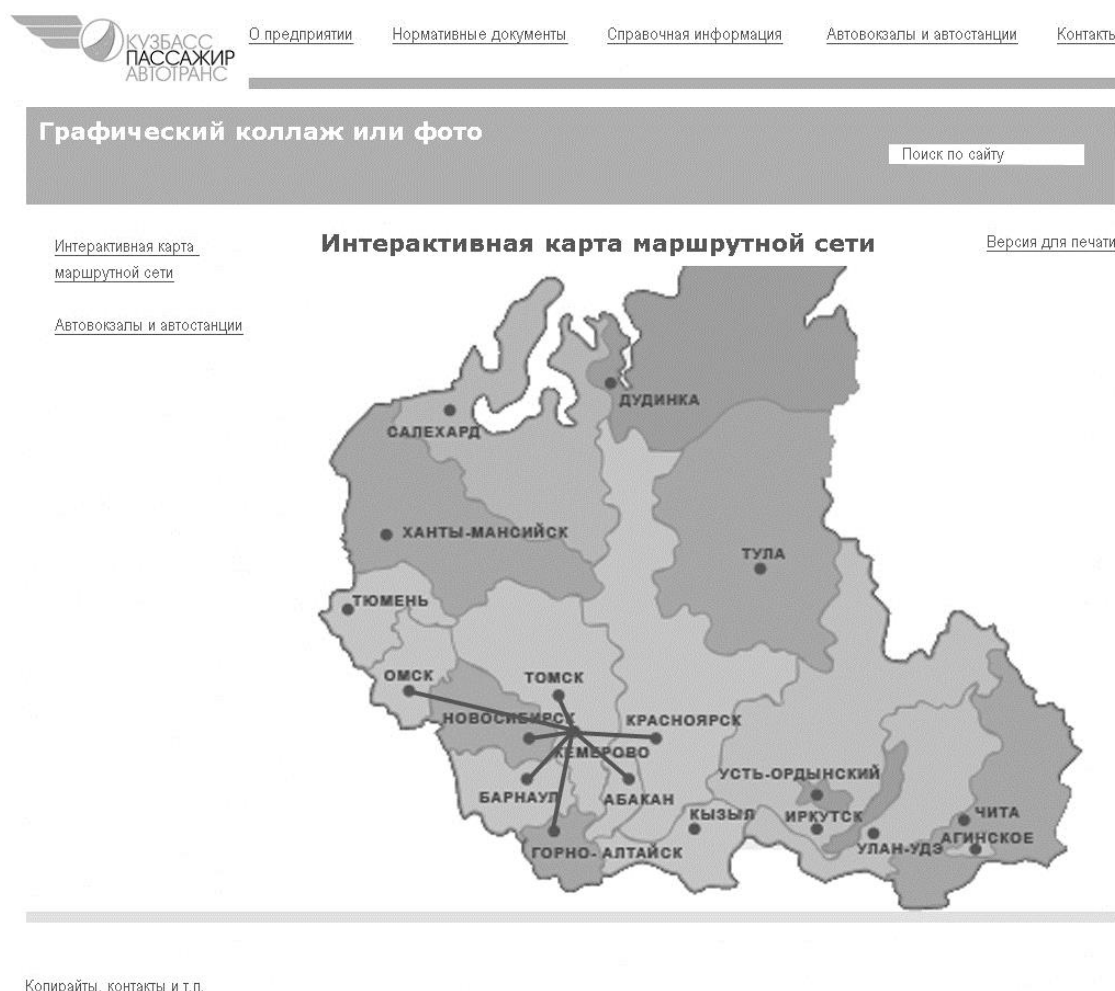 КУЗБАСС
ПАССАЖИР
АВТОТРАНС
О предприятии Нормативные документы Справочная информация Автовокзалы и автостанции Контакты
Графический коллаж или фото
Поиск по сайту
Интерактивная карта
маршрутной сети
Автовокзалы и автостанции
Интерактивная карта маршрутной сети
Версия для печати
ДУДИНКА
САЛЕХАРД
ХАНТЫ-МАНСИЙСК
ТУЛА
ТЮМЕНЬ
ОМСК
ТОМСК
НОВОСИБИРСК
КРАСНОЯРСК
КЕМЕРОВО
УСТЬ-ОРДЫНСКИЙ
БАРНАУЛ
АБАКАН
КЫЗЫЛ
ИРКУТСК
ЧИТА
АГИНСКОЕ
УЛАН-УДЭ
ГОРНО- АЛТАЙСК
Копирайты, контакты и т.п.